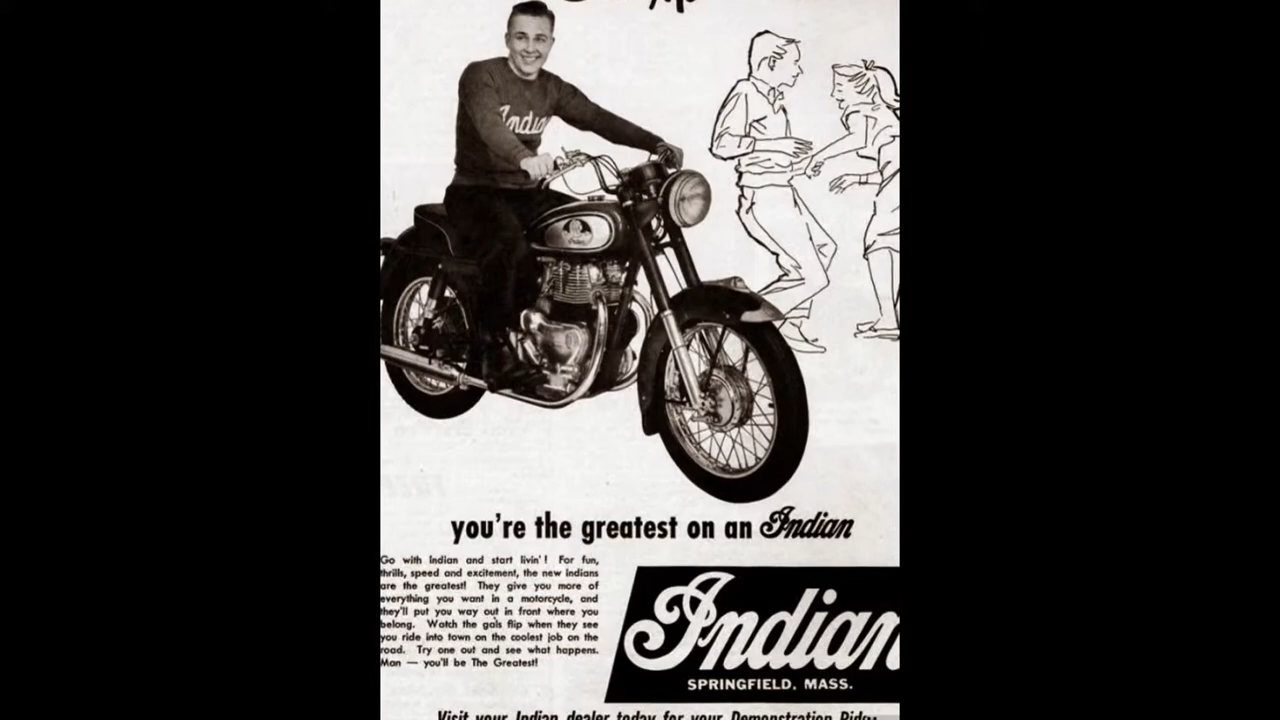 Indian
you're the greatest on an Indian
Go with Indian and start livin'! For fun,
thrills, speed and excitement, the new Indians
are the greatest! They give you more of
everything you want in a motorcycle, and
they'll put you way out in front where you
belong. Watch the gals flip when they see
you ride into town on the coolest job on the
road. Try one out and see what happens.
Man — you'll be The Greatest!
Indian
SPRINGFIELD, MASS.
Visit your Indian dealer today for your Demonstration Ride